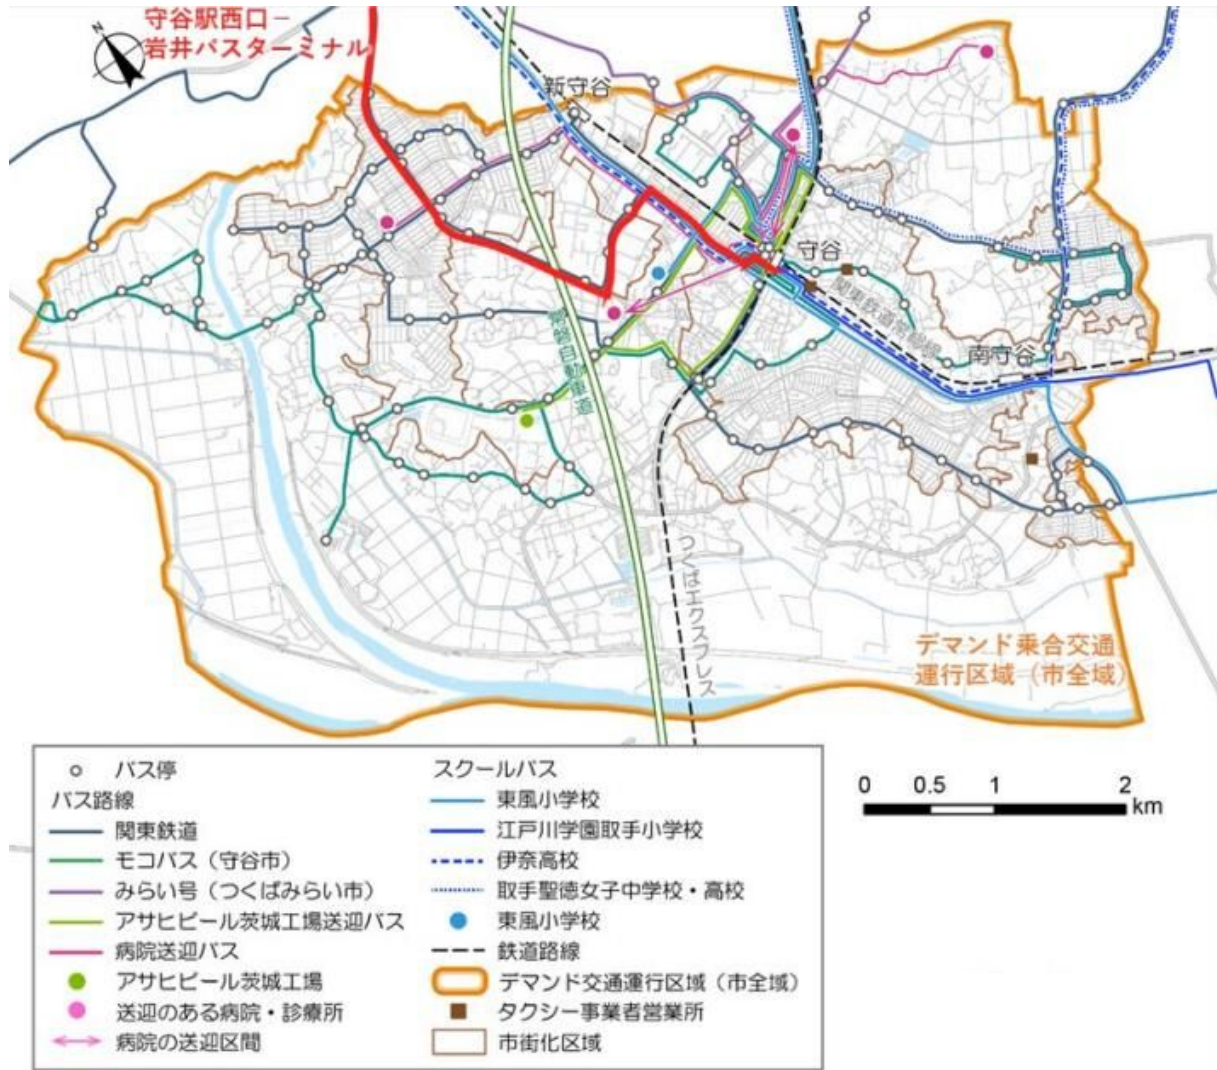 守谷駅西口－
岩井バスターミナル
N
新守谷
守谷
関東鉄道常総線
南守谷
常磐自動車道
つくばエクスプレス
デマンド乗合交通
運行区域（市全域）
バス停
バス路線
関東鉄道
モコバス（守谷市）
みらい号（つくばみらい市）
アサヒビール茨城工場送迎バス
病院送迎バス
アサヒビール茨城工場
送迎のある病院・診療所
病院の送迎区間
スクールバス
東風小学校
江戸川学園取手小学校
伊奈高校
取手聖徳女子中学校・高校
東風小学校
鉄道路線
デマンド交通運行区域（市全域）
タクシー事業者営業所
市街化区域
0 0.5 1 2
km